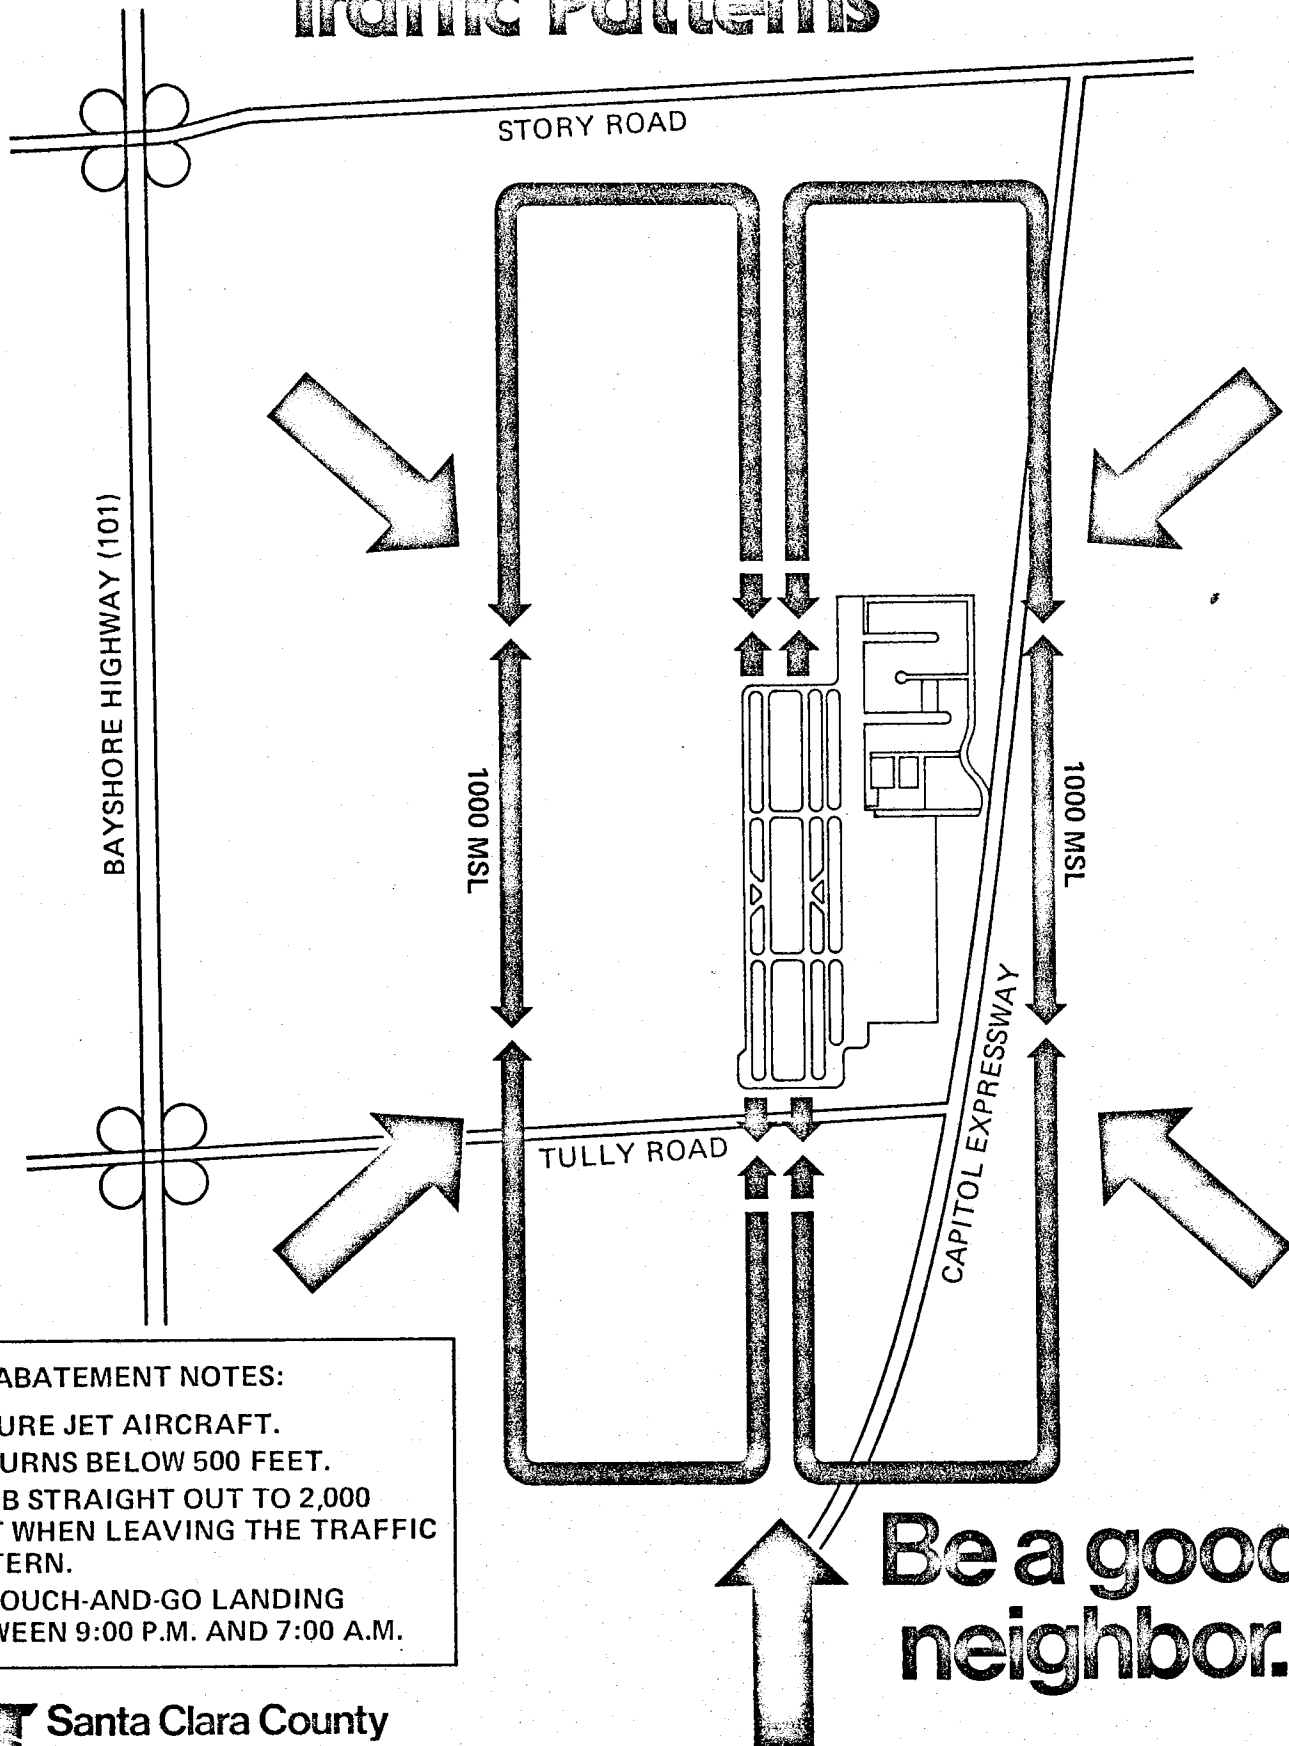 Traffic Patterns
STORY ROAD
BAYSHORE HIGHWAY (101)
1000 MSL
1000 MSL
CAPITOL EXPRESSWAY
TULLY ROAD
ABATEMENT NOTES:
URE JET AIRCRAFT.
URNS BELOW 500 FEET.
B STRAIGHT OUT TO 2,000
T WHEN LEAVING THE TRAFFIC
TERN.
OUCH-AND-GO LANDING
WEEN 9:00 P.M. AND 7:00 A.M.
Be a good
neighbor.
Santa Clara County